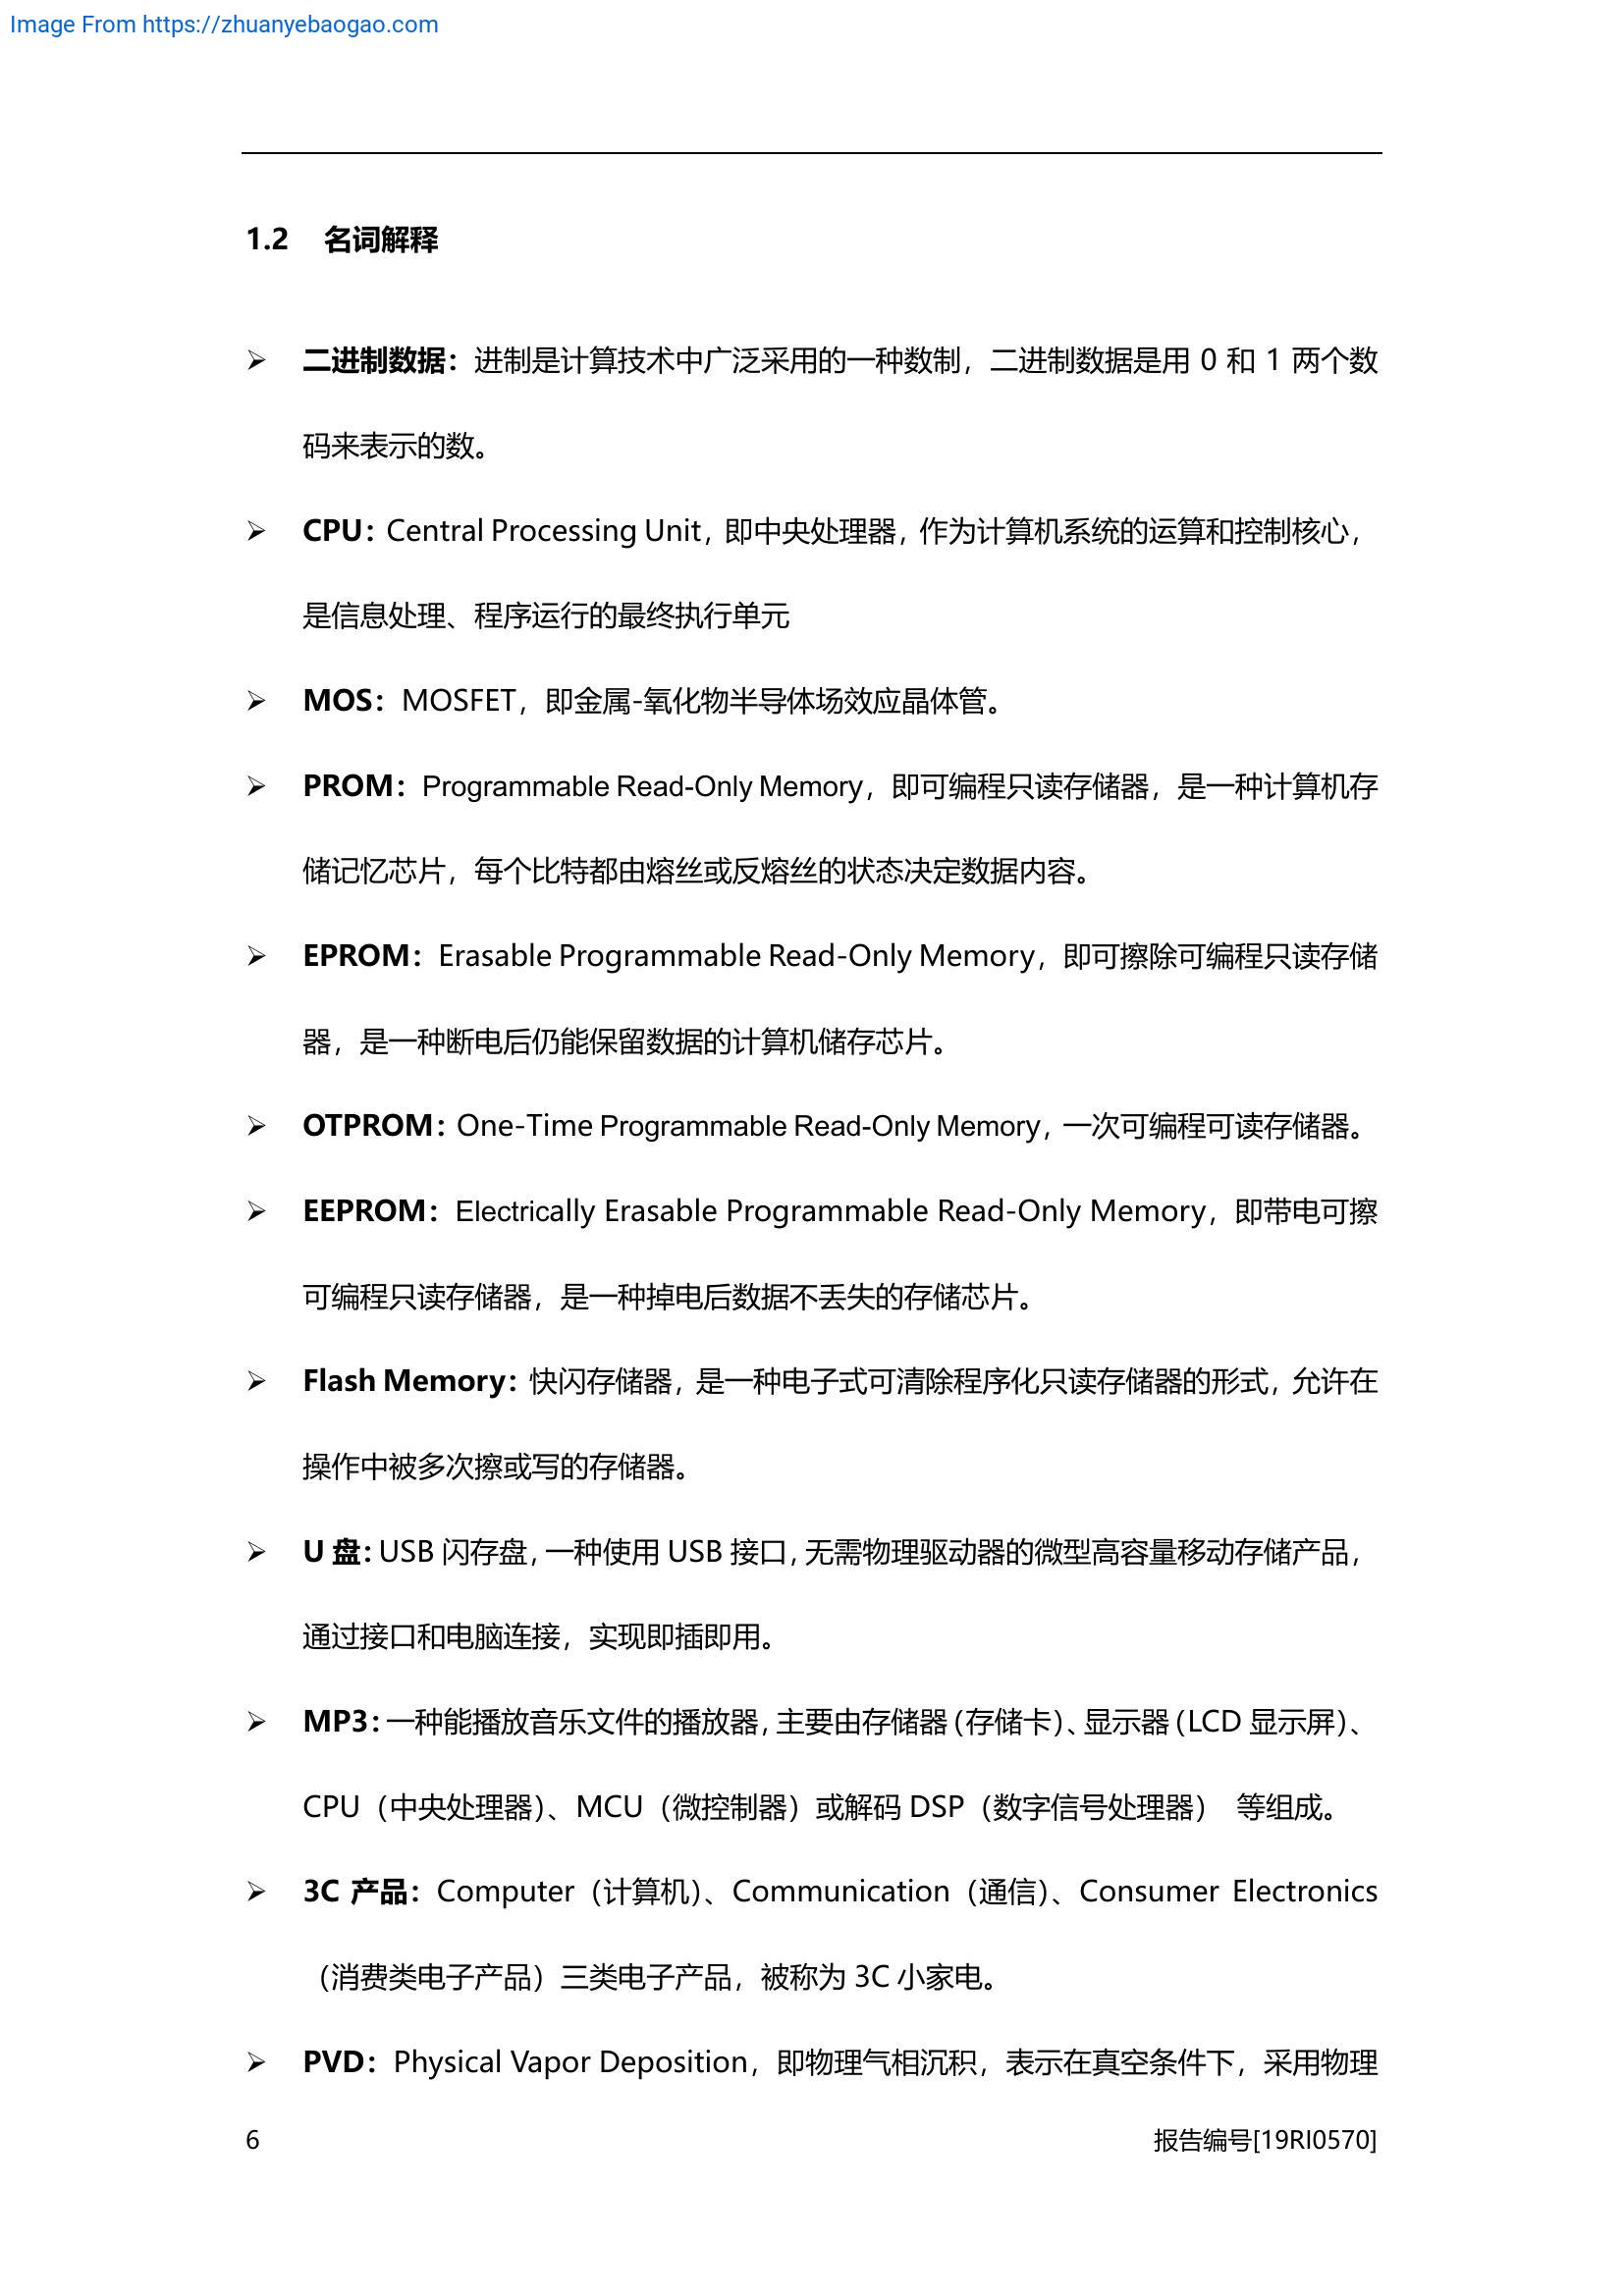 Image From https://zhuanyebaogao.com
1.2 名词解释
➢ 二进制数据：进制是计算技术中广泛采用的一种数制，二进制数据是用 0 和 1 两个数
码来表示的数。
➢ CPU：Central Processing Unit，即中央处理器，作为计算机系统的运算和控制核心，
是信息处理、程序运行的最终执行单元
➢ MOS：MOSFET，即金属-氧化物半导体场效应晶体管。
➢ PROM：Programmable Read-Only Memory，即可编程只读存储器，是一种计算机存
储记忆芯片，每个比特都由熔丝或反熔丝的状态决定数据内容。
➢ EPROM：Erasable Programmable Read-Only Memory，即可擦除可编程只读存储
器，是一种断电后仍能保留数据的计算机储存芯片。
➢ OTPROM：One-Time Programmable Read-Only Memory，一次可编程可读存储器。
➢ EEPROM：Electrically Erasable Programmable Read-Only Memory，即带电可擦
可编程只读存储器，是一种掉电后数据不丢失的存储芯片。
➢ Flash Memory：快闪存储器，是一种电子式可清除程序化只读存储器的形式，允许在
操作中被多次擦或写的存储器。
➢ U 盘：USB 闪存盘，一种使用 USB 接口，无需物理驱动器的微型高容量移动存储产品，
通过接口和电脑连接，实现即插即用。
➢ MP3：一种能播放音乐文件的播放器，主要由存储器（存储卡）、显示器（LCD 显示屏）、
CPU（中央处理器）、MCU（微控制器）或解码 DSP（数字信号处理器） 等组成。
➢ 3C 产品：Computer（计算机）、Communication（通信）、Consumer Electronics
（消费类电子产品）三类电子产品，被称为 3C 小家电。
➢ PVD：Physical Vapor Deposition，即物理气相沉积，表示在真空条件下，采用物理
6 报告编号[19RI0570]